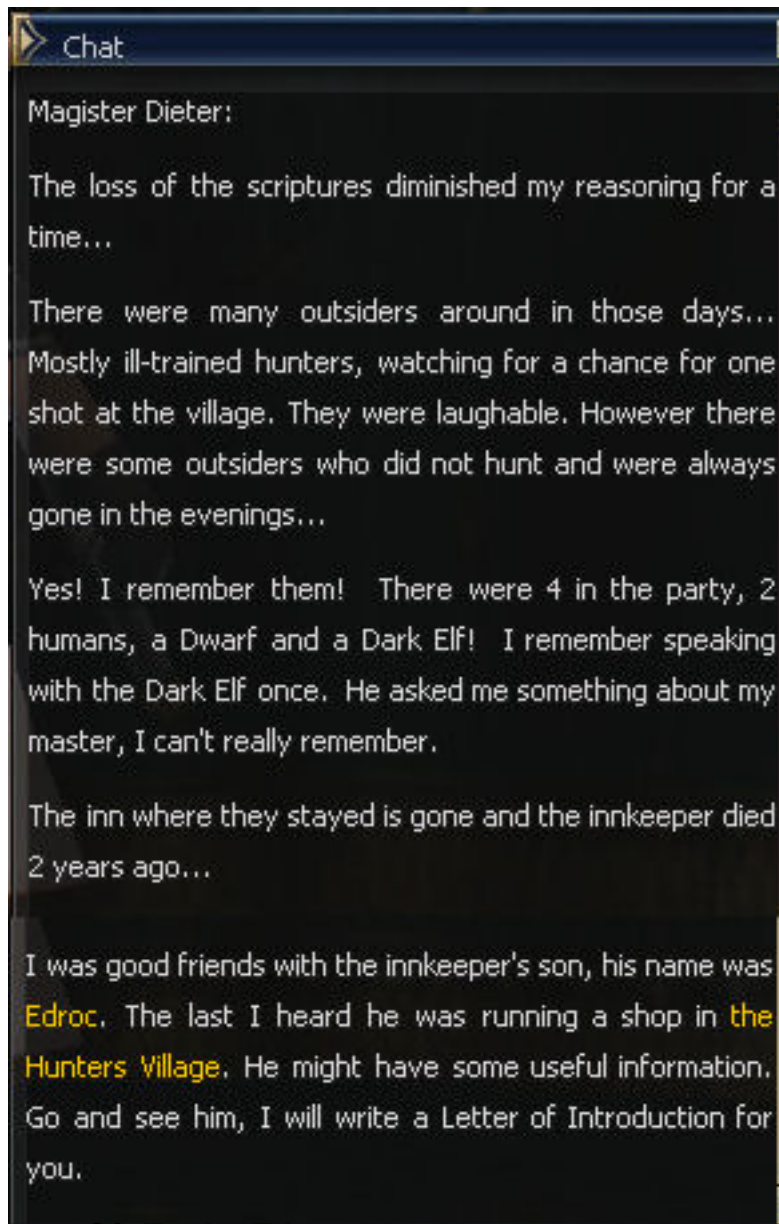 Chat
Magister Dieter:
The loss of the scriptures diminished my reasoning for a
time...
There were many outsiders around in those days...
Mostly ill-trained hunters, watching for a chance for one
shot at the village. They were laughable. However there
were some outsiders who did not hunt and were always
gone in the evenings...
Yes! I remember them! There were 4 in the party, 2
humans, a Dwarf and a Dark Elf! I remember speaking
with the Dark Elf once. He asked me something about my
master, I can't really remember.
The inn where they stayed is gone and the innkeeper died
2 years ago...
I was good friends with the innkeeper's son, his name was
Edroc. The last I heard he was running a shop in the
Hunters Village. He might have some useful information.
Go and see him, I will write a Letter of Introduction for
you.